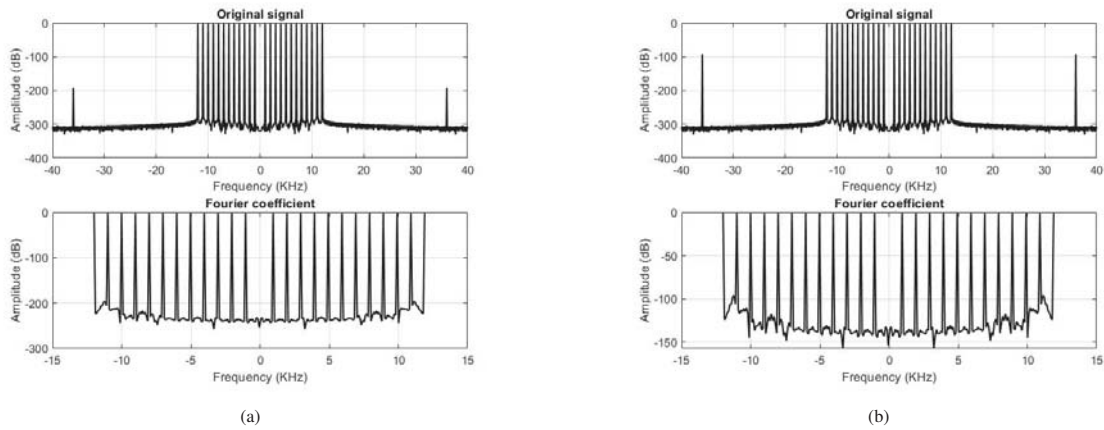 Original signal
Amplitude (dB)
0
-100
-200
-300
-400
-40 -30 -20 -10 0 10 20 30 40
Frequency (KHz)
Fourier coefficient
Amplitude (dB)
0
-100
-200
-300
-15 -10 -5 0 5 10 15
Frequency (KHz)
(a)
Original signal
Amplitude (dB)
0
-100
-200
-300
-400
-40 -30 -20 -10 0 10 20 30 40
Frequency (KHz)
Fourier coefficient
Amplitude (dB)
0
-50
-100
-150
-15 -10 -5 0 5 10 15
Frequency (KHz)
(b)